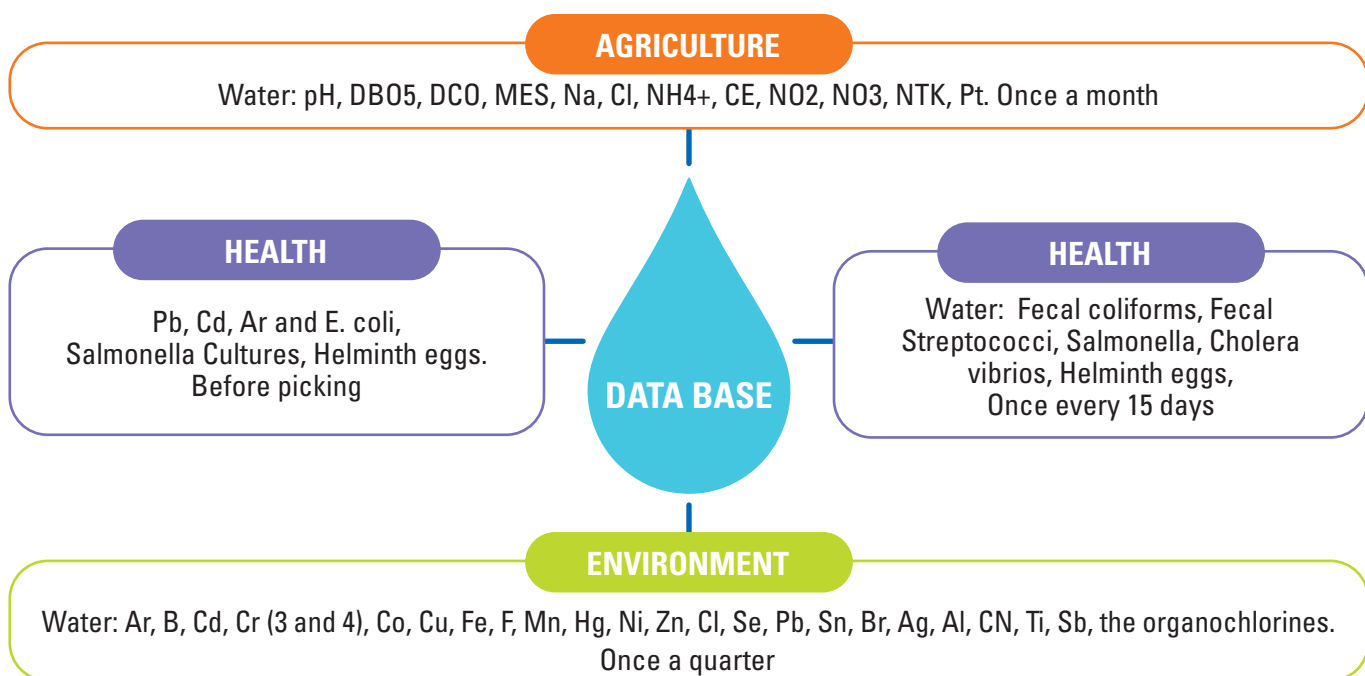 AGRICULTURE
Water: pH, DBO5, DCO, MES, Na, Cl, NH4+, CE, NO2, NO3, NTK, Pt. Once a month
HEALTH
Pb, Cd, Ar and E. coli,
Salmonella Cultures, Helminth eggs.
Before picking
DATA BASE
HEALTH
Water: Fecal coliforms, Fecal
Streptococci, Salmonella, Cholera
vibrios, Helminth eggs,
Once every 15 days
ENVIRONMENT
Water: Ar, B, Cd, Cr (3 and 4), Co, Cu, Fe, F, Mn, Hg, Ni, Zn, Cl, Se, Pb, Sn, Br, Ag, Al, CN, Ti, Sb, the organochlorines.
Once a quarter